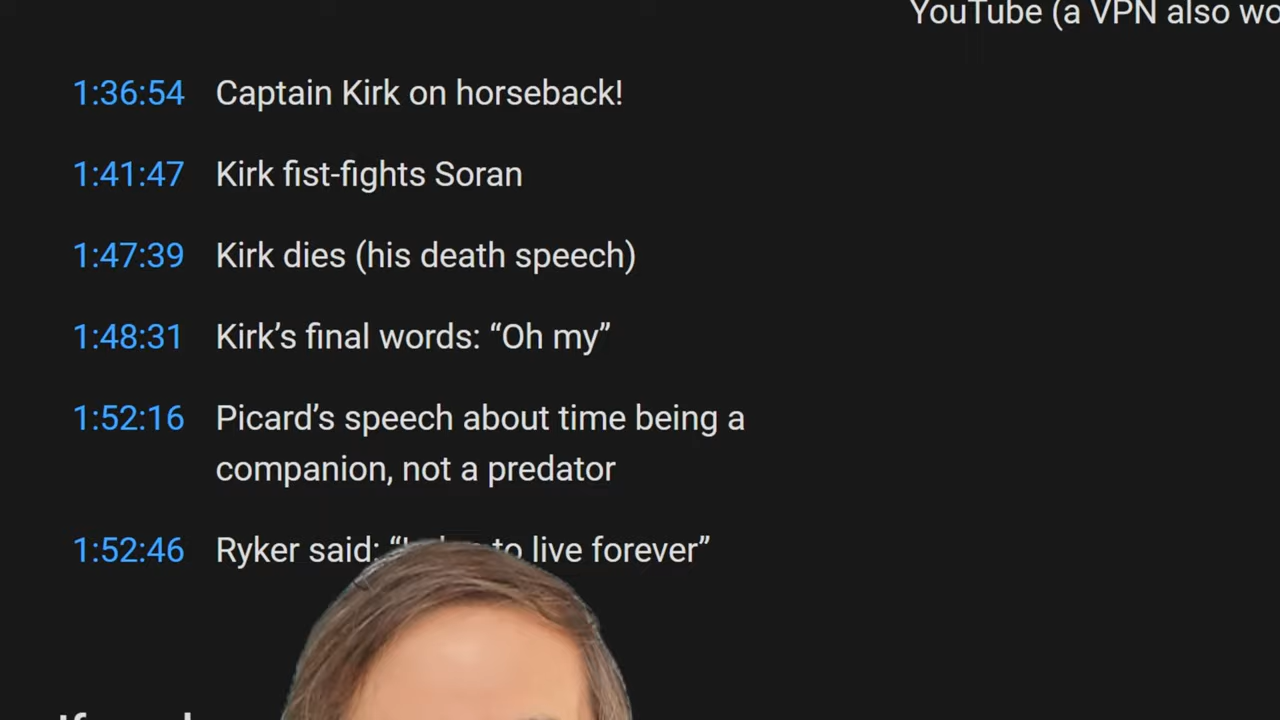 YouTube (a VPN also wo
1:36:54 Captain Kirk on horseback!
1:41:47 Kirk fist-fights Soran
1:47:39 Kirk dies (his death speech)
1:48:31 Kirk’s final words: “Oh my”
1:52:16 Picard’s speech about time being a
companion, not a predator
1:52:46 Ryker said: to live forever”